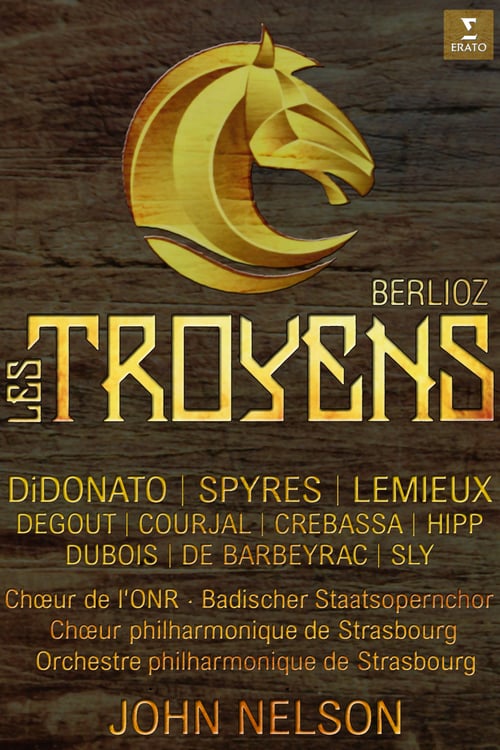 ERATO
BERLIOZ
LES TROYENS
DiDONATO | SPYRES | LEMIEUX
DEGOUT | COURJAL | CREBASSA | HIPP
DUBOIS | DE BARBEYRAC | SLY
Chœur de l'ONR · Badischer Staatsopernchor
Chœur philharmonique de Strasbourg
Orchestre philharmonique de Strasbourg
JOHN NELSON